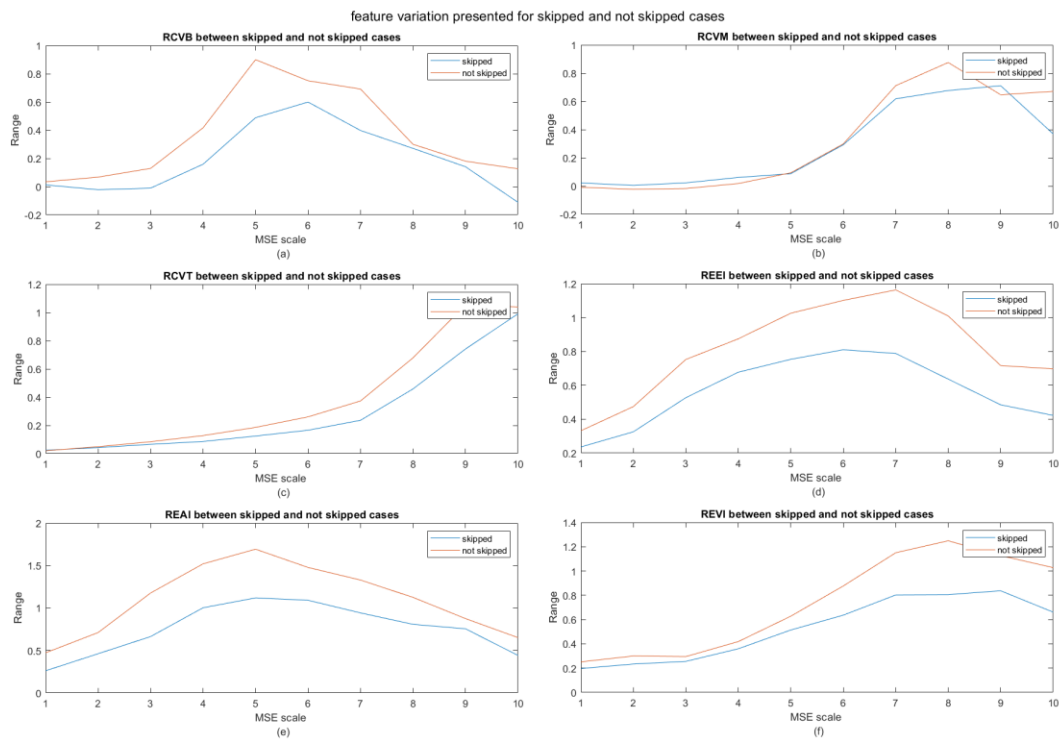 feature variation presented for skipped and not skipped cases
RCVB between skipped and not skipped cases
1
0.8
0.6
0.4
0.2
0
-0.2
Range
skipped
not skipped
1 2 3 4 5 6 7 8 9 10
MSE scale
(a)
RCVM between skipped and not skipped cases
1
0.8
0.6
0.4
0.2
0
-0.2
Range
skipped
not skipped
1 2 3 4 5 6 7 8 9 10
MSE scale
(b)
RCVT between skipped and not skipped cases
1.2
1
0.8
0.6
0.4
0.2
0
Range
skipped
not skipped
1 2 3 4 5 6 7 8 9 10
MSE scale
(c)
REEI between skipped and not skipped cases
1.2
1
0.8
0.6
0.4
0.2
Range
skipped
not skipped
1 2 3 4 5 6 7 8 9 10
MSE scale
(d)
REAI between skipped and not skipped cases
2
1.5
1
0.5
0
Range
skipped
not skipped
1 2 3 4 5 6 7 8 9 10
MSE scale
(e)
REVI between skipped and not skipped cases
1.4
1.2
1
0.8
0.6
0.4
0.2
0
Range
skipped
not skipped
1 2 3 4 5 6 7 8 9 10
MSE scale
(f)